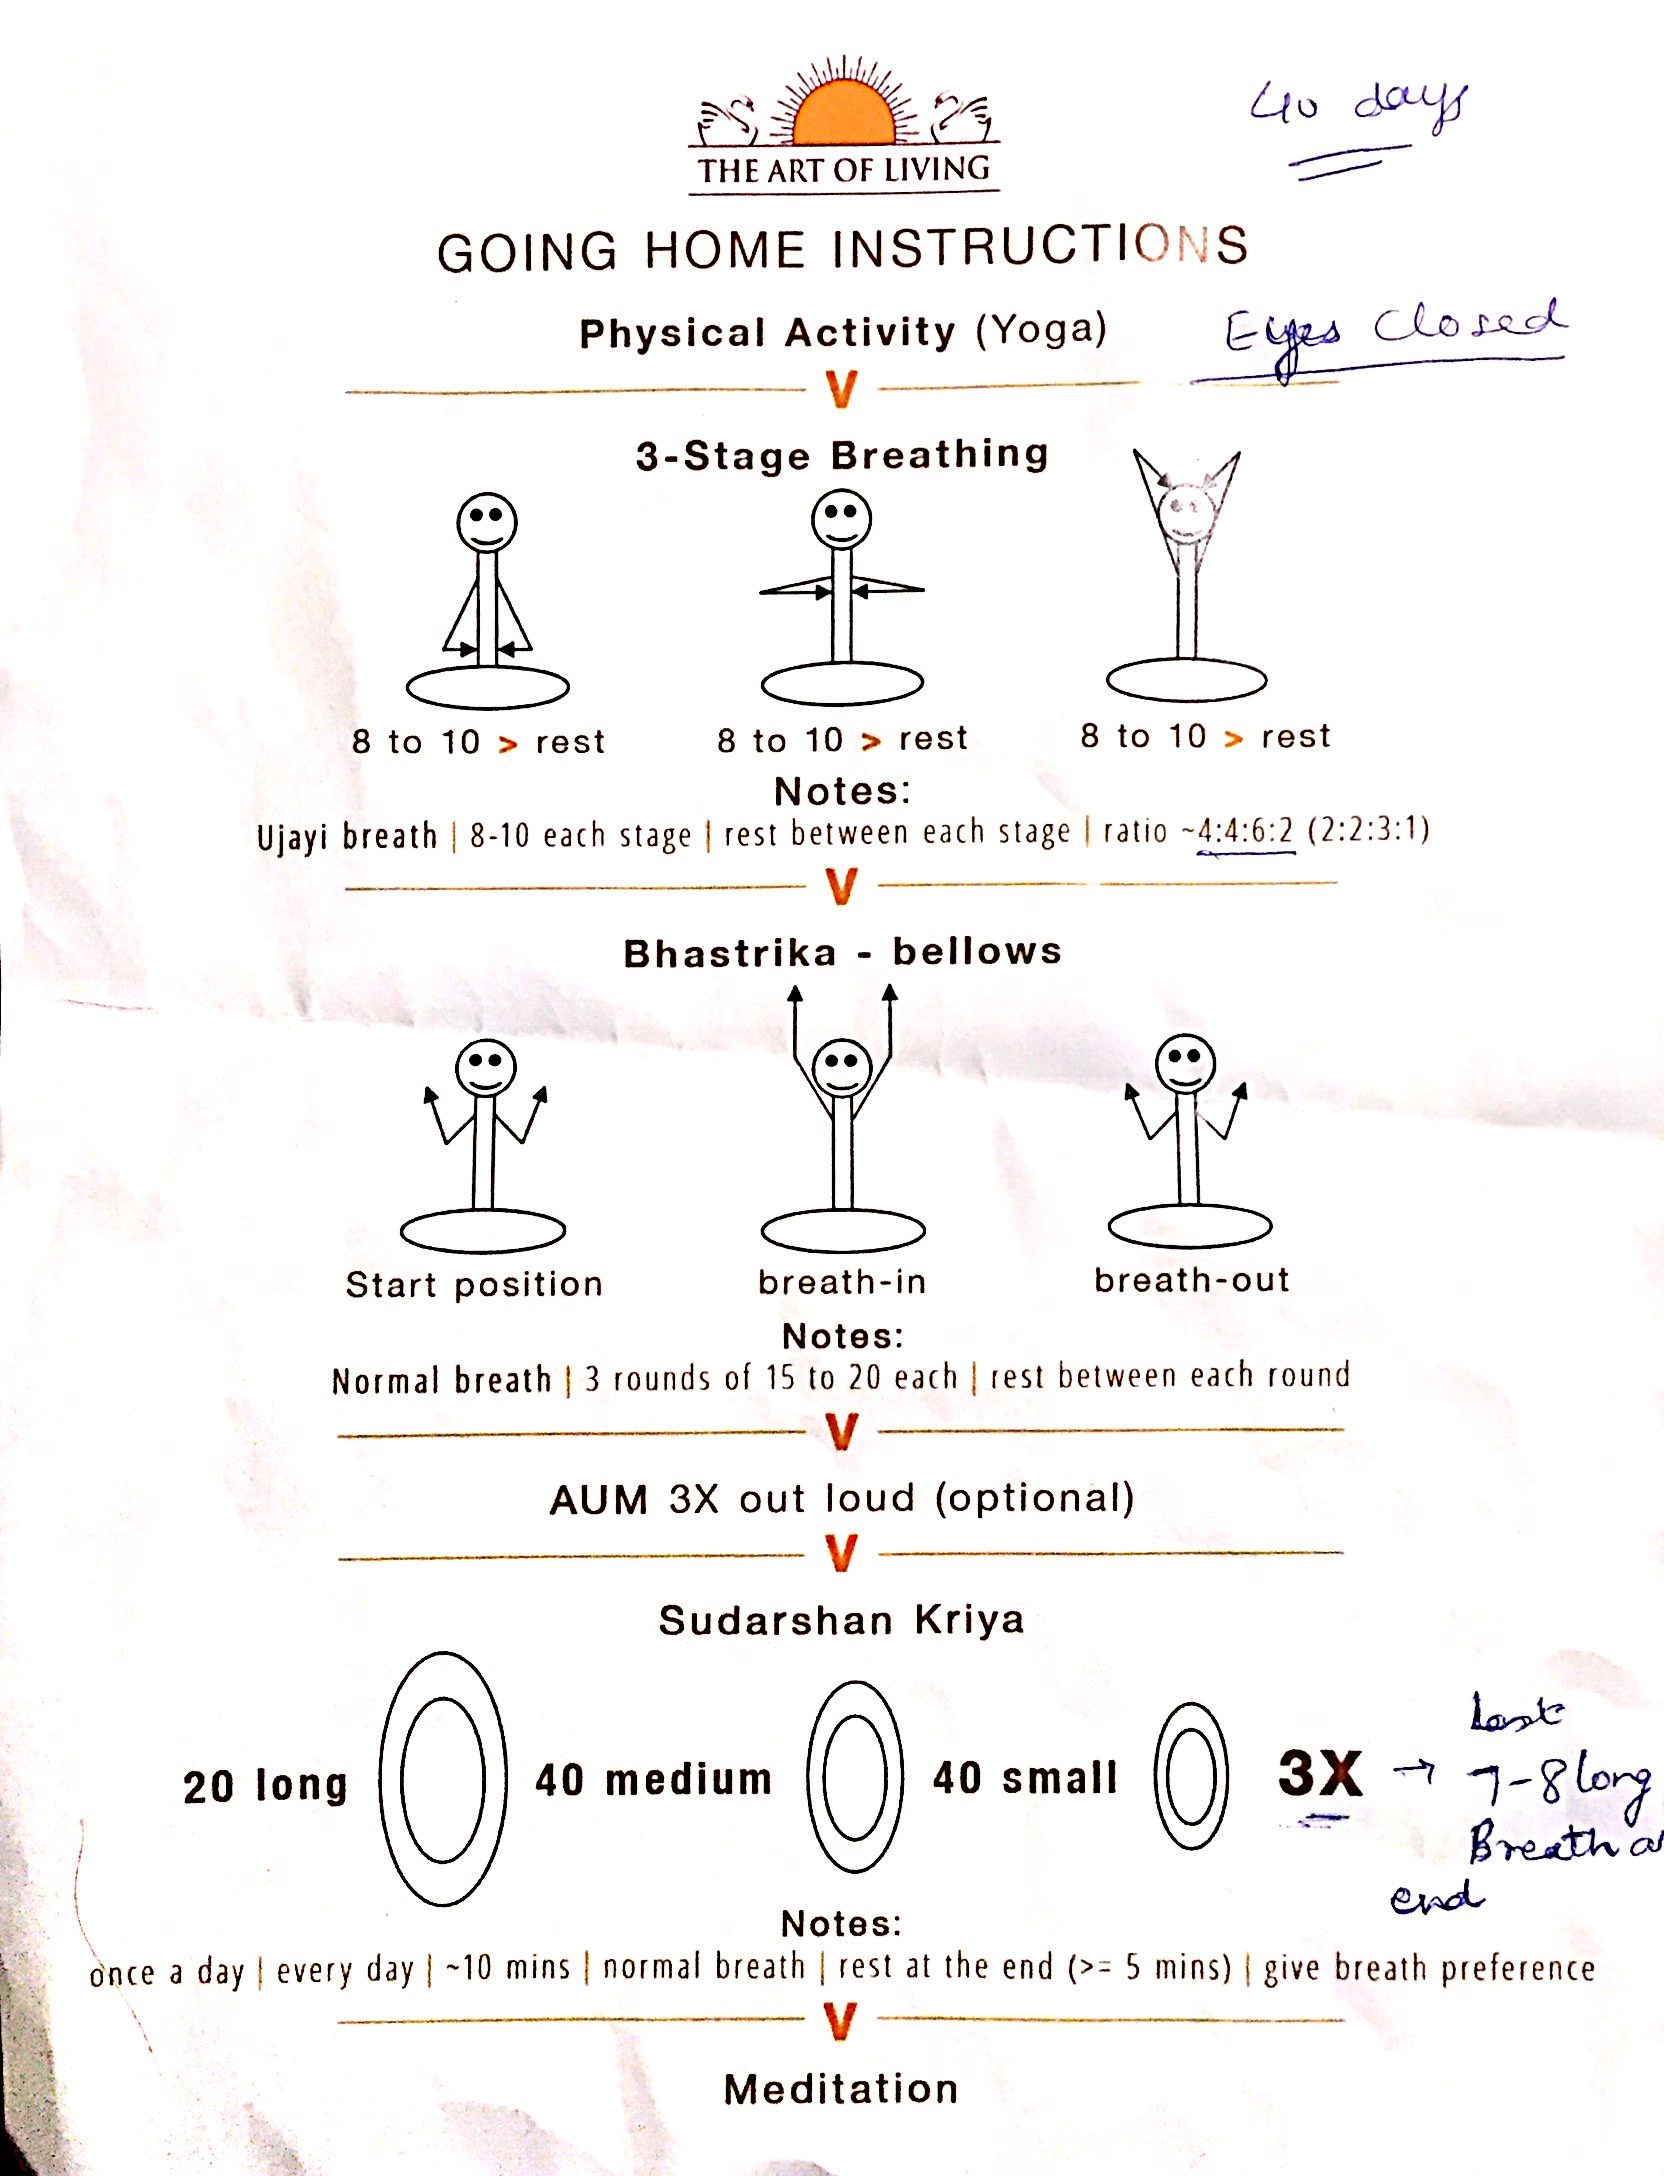 40 days
THE ART OF LIVING
GOING HOME INSTRUCTIONS
Physical Activity (Yoga)
Eyes Closed
V
3-Stage Breathing
8 to 10 > rest 8 to 10 > rest 8 to 10 > rest
Notes:
Ujayi breath | 8-10 each stage | rest between each stage | ratio ~4:4:6:2 (2:2:3:1)
V
Bhastrika - bellows
Start position breath-in breath-out
Notes:
Normal breath | 3 rounds of 15 to 20 each | rest between each round
V
AUM 3X out loud (optional)
V
Sudarshan Kriya
20 long 40 medium 40 small 3X → Last
7-8 long
Breath a
end
Notes:
once a day | every day | ~10 mins | normal breath | rest at the end (>= 5 mins) | give breath preference
V
Meditation